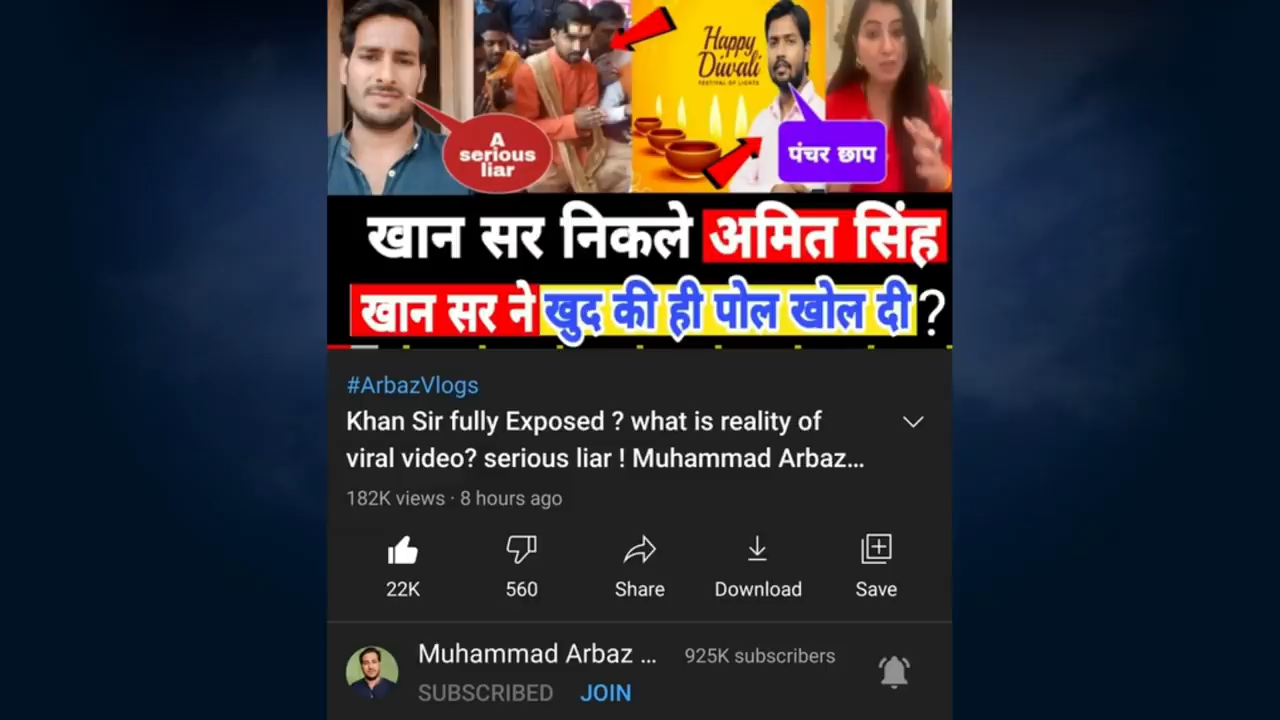 Happy
Diwali
FESTIVAL OF LIGHTS
A
serious
liar
पंचर छाप
खान सर निकले अमित सिंह
खान सर ने खुद की ही पोल खोल दी ?
#ArbazVlogs
Khan Sir fully Exposed ? what is reality of
viral video? serious liar ! Muhammad Arbaz...
182K views · 8 hours ago
22K
560
Share
Download
Save
Muhammad Arbaz ...
925K subscribers
SUBSCRIBED
JOIN